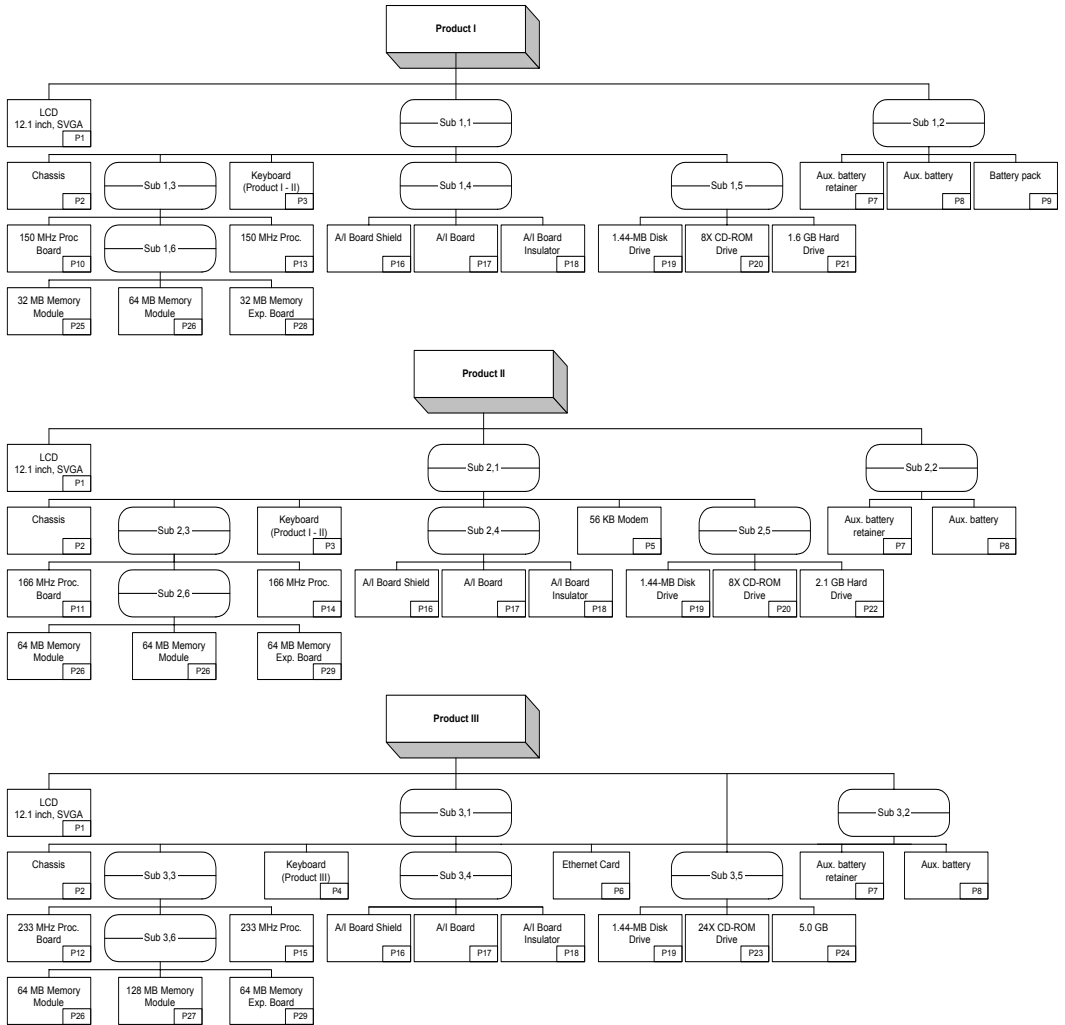 Product I
LCD
12.1 inch, SVGA
P1
Sub 1,1
Sub 1,2
Chassis
P2
Sub 1,3
Keyboard
(Product I - II)
P3
Sub 1,4
Sub 1,5
Aux. battery
retainer
P7
Aux. battery
P8
Battery pack
P9
150 MHz Proc
Board
P10
Sub 1,6
150 MHz Proc.
P13
A/I Board Shield
P16
A/I Board
P17
A/I Board
Insulator
P18
1.44-MB Disk
Drive
P19
8X CD-ROM
Drive
P20
1.6 GB Hard
Drive
P21
32 MB Memory
Module
P25
64 MB Memory
Module
P26
32 MB Memory
Exp. Board
P28
Product II
LCD
12.1 inch, SVGA
P1
Sub 2,1
Sub 2,2
Chassis
P2
Sub 2,3
Keyboard
(Product I - II)
P3
Sub 2,4
56 KB Modem
P5
Sub 2,5
Aux. battery
retainer
P7
Aux. battery
P8
166 MHz Proc.
Board
P11
Sub 2,6
166 MHz Proc.
P14
A/I Board Shield
P16
A/I Board
P17
A/I Board
Insulator
P18
1.44-MB Disk
Drive
P19
8X CD-ROM
Drive
P20
2.1 GB Hard
Drive
P22
64 MB Memory
Module
P26
64 MB Memory
Module
P26
64 MB Memory
Exp. Board
P29
Product III
LCD
12.1 inch, SVGA
P1
Sub 3,1
Sub 3,2
Chassis
P2
Sub 3,3
Keyboard
(Product III)
P4
Sub 3,4
Ethernet Card
P6
Sub 3,5
Aux. battery
retainer
P7
Aux. battery
P8
233 MHz Proc.
Board
P12
Sub 3,6
233 MHz Proc.
P15
A/I Board Shield
P16
A/I Board
P17
A/I Board
Insulator
P18
1.44-MB Disk
Drive
P19
24X CD-ROM
Drive
P23
5.0 GB
P24
64 MB Memory
Module
P26
128 MB Memory
Module
P27
64 MB Memory
Exp. Board
P29